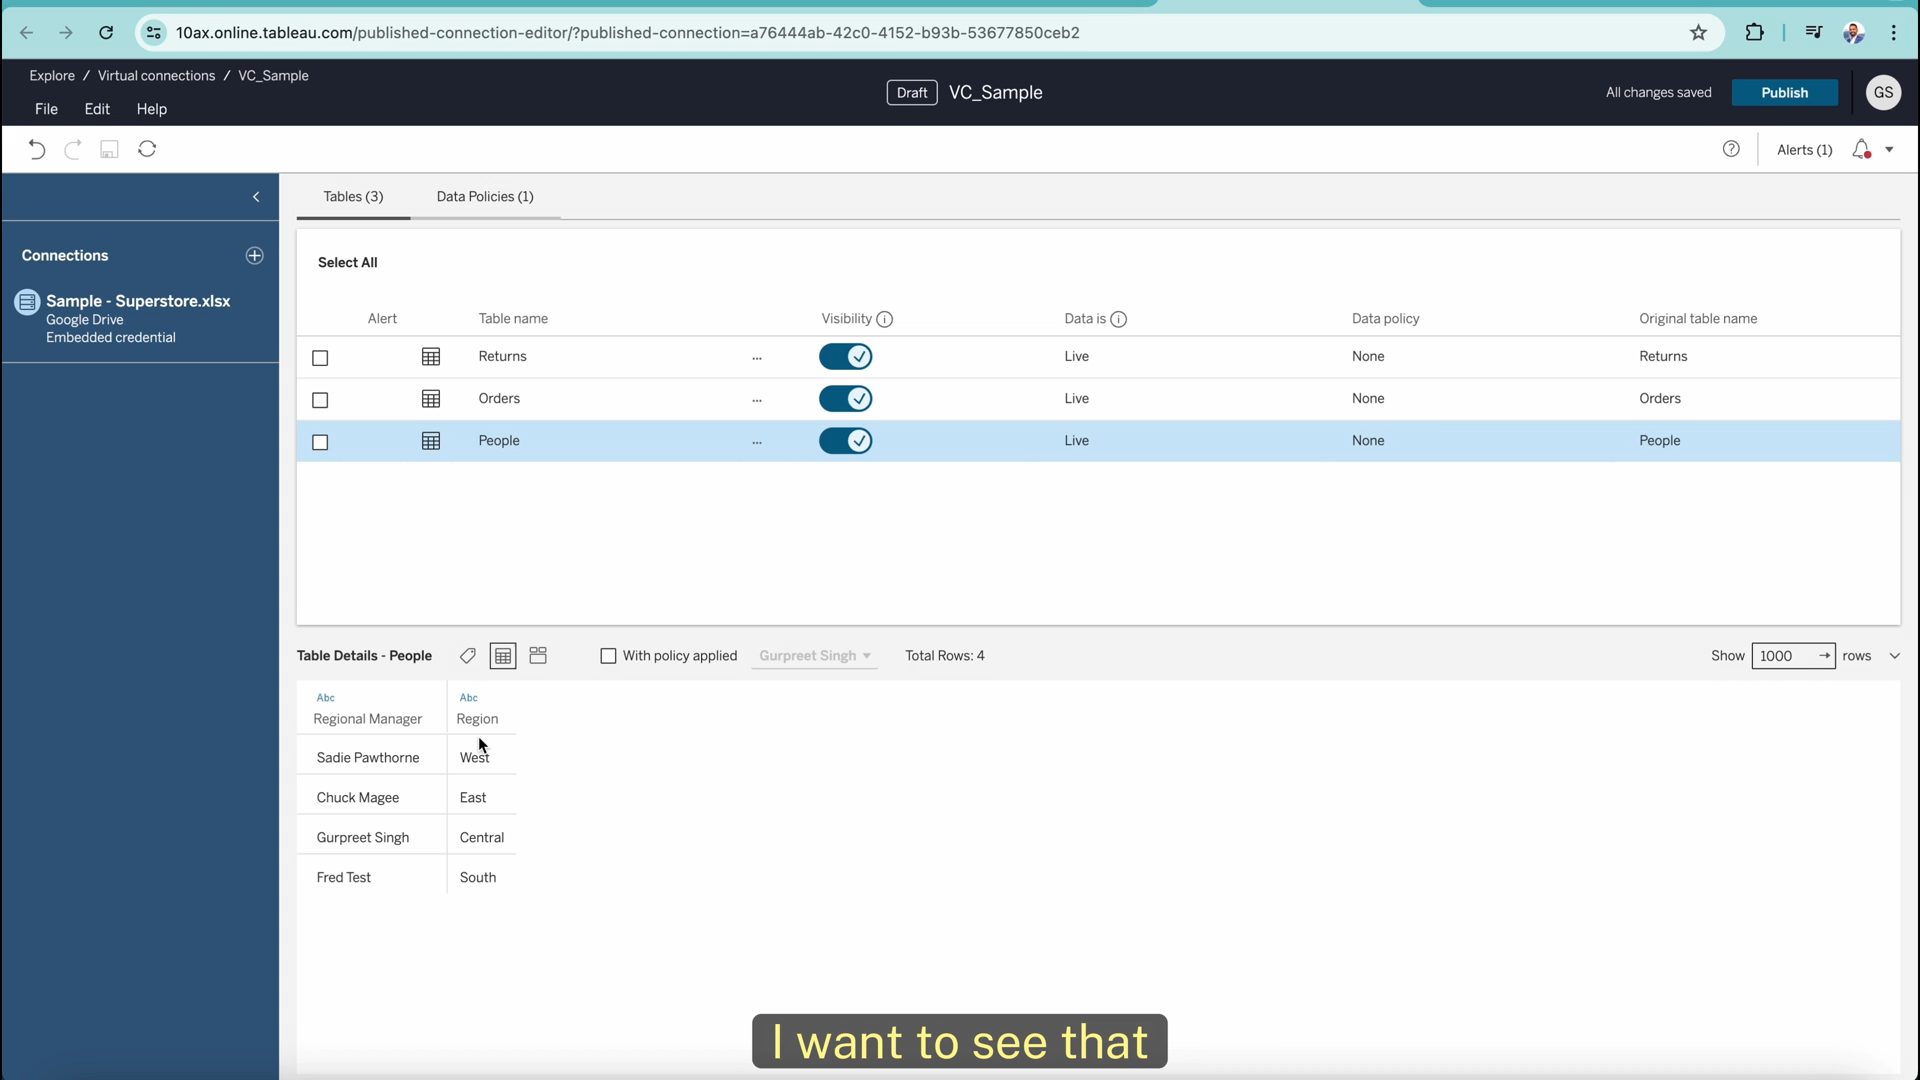 10ax.online.tableau.com/published-connection-editor/?published-connection=a76444ab-42c0-4152-b93b-53677850ceb2
Explore / Virtual connections / VC_Sample
File Edit Help
Draft VC_Sample
All changes saved Publish GS
Alerts (1)
Tables (3) Data Policies (1)
Connections
Sample - Superstore.xlsx
Google Drive
Embedded credential
Select All
Alert Table name Visibility Data is Data policy Original table name
Returns ... Live None Returns
Orders ... Live None Orders
People ... Live None People
Table Details - People With policy applied Gurpreet Singh Total Rows: 4 Show 1000 rows
Abc Abc
Regional Manager Region
Sadie Pawthorne West
Chuck Magee East
Gurpreet Singh Central
Fred Test South
I want to see that